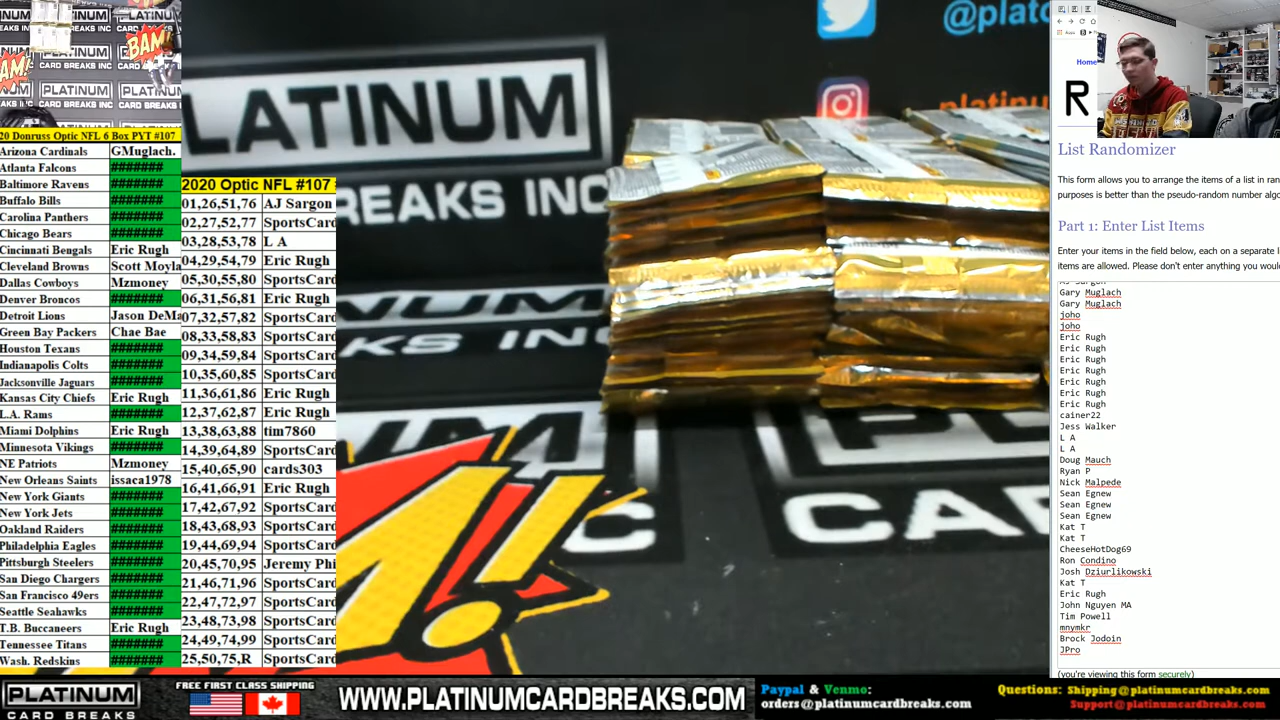 PLATINUM
CARD BREAKS INC
BAM!
20 Donruss Optic NFL 6 Box PYT #107
Arizona Cardinals GMuglach.
Atlanta Falcons #######
Baltimore Ravens #######
Buffalo Bills #######
Carolina Panthers #######
Chicago Bears #######
Cincinnati Bengals Eric Rugh
Cleveland Browns Scott Moyla
Dallas Cowboys Mzmoney
Denver Broncos #######
Detroit Lions Jason DeMa
Green Bay Packers Chae Bae
Houston Texans #######
Indianapolis Colts #######
Jacksonville Jaguars #######
Kansas City Chiefs Eric Rugh
L.A. Rams #######
Miami Dolphins Eric Rugh
Minnesota Vikings #######
NE Patriots Mzmoney
New Orleans Saints issaca1978
New York Giants #######
New York Jets #######
Oakland Raiders #######
Philadelphia Eagles #######
Pittsburgh Steelers #######
San Diego Chargers #######
San Francisco 49ers #######
Seattle Seahawks #######
T.B. Buccaneers Eric Rugh
Tennessee Titans #######
Wash. Redskins #######
2020 Optic NFL #107
01,26,51,76 AJ Sargon
02,27,52,77 SportsCard
03,28,53,78 L A
04,29,54,79 Eric Rugh
05,30,55,80 SportsCard
06,31,56,81 Eric Rugh
07,32,57,82 SportsCard
08,33,58,83 SportsCard
09,34,59,84 SportsCard
10,35,60,85 SportsCard
11,36,61,86 Eric Rugh
12,37,62,87 Eric Rugh
13,38,63,88 tim7860
14,39,64,89 SportsCard
15,40,65,90 cards303
16,41,66,91 Eric Rugh
17,42,67,92 SportsCard
18,43,68,93 SportsCard
19,44,69,94 SportsCard
20,45,70,95 Jeremy Phi
21,46,71,96 SportsCard
22,47,72,97 SportsCard
23,48,73,98 SportsCard
24,49,74,99 SportsCard
25,50,75,R SportsCard
LATINUM
REAKS INC
@plat
platinum
Home
R
List Randomizer
This form allows you to arrange the items of a list in ran
purposes is better than the pseudo-random number algo
Part 1: Enter List Items
Enter your items in the field below, each on a separate l
items are allowed. Please don't enter anything you woul
Gary Muglach
Gary Muglach
joho
joho
Eric Rugh
Eric Rugh
Eric Rugh
Eric Rugh
Eric Rugh
Eric Rugh
Eric Rugh
cainer22
Jess Walker
L A
L A
Doug Mauch
Ryan P
Nick Malpede
Sean Egnew
Sean Egnew
Sean Egnew
Kat T
Kat T
CheeseHotDog69
Ron Condino
Josh Dziurlikowski
Kat T
Eric Rugh
John Nguyen MA
Tim Powell
mnymkr
Brock Jodoin
JPro
(you're viewing this form securely)
PLATINUM
CARD BREAKS
FREE FIRST CLASS SHIPPING
WWW.PLATINUMCARDBREAKS.COM
Paypal & Venmo:
orders@platinumcardbreaks.com
Questions: Shipping@platinumcardbreaks.com
Support@platinumcardbreaks.com